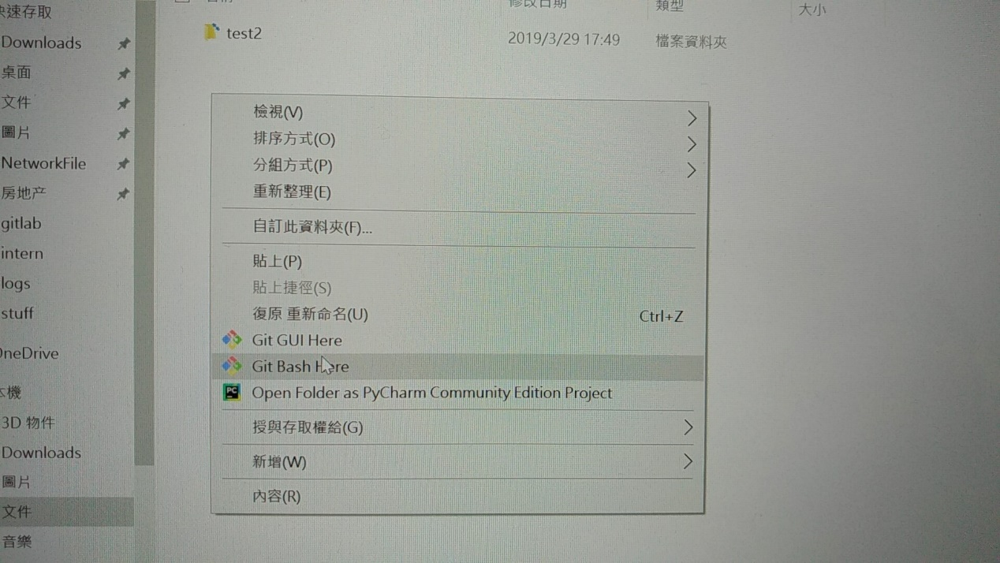 快速存取
Downloads
桌面
文件
圖片
NetworkFile
房地产
gitlab
intern
logs
stuff
OneDrive
本機
3D 物件
Downloads
圖片
文件
音樂
修改日期
類型
大小
test2
2019/3/29 17:49
檔案資料夾
檢視(V)
排序方式(O)
分組方式(P)
重新整理(E)
自訂此資料夾(F)...
貼上(P)
貼上捷徑(S)
復原 重新命名(U)
Ctrl+Z
Git GUI Here
Git Bash Here
Open Folder as PyCharm Community Edition Project
授與存取權給(G)
新增(W)
內容(R)